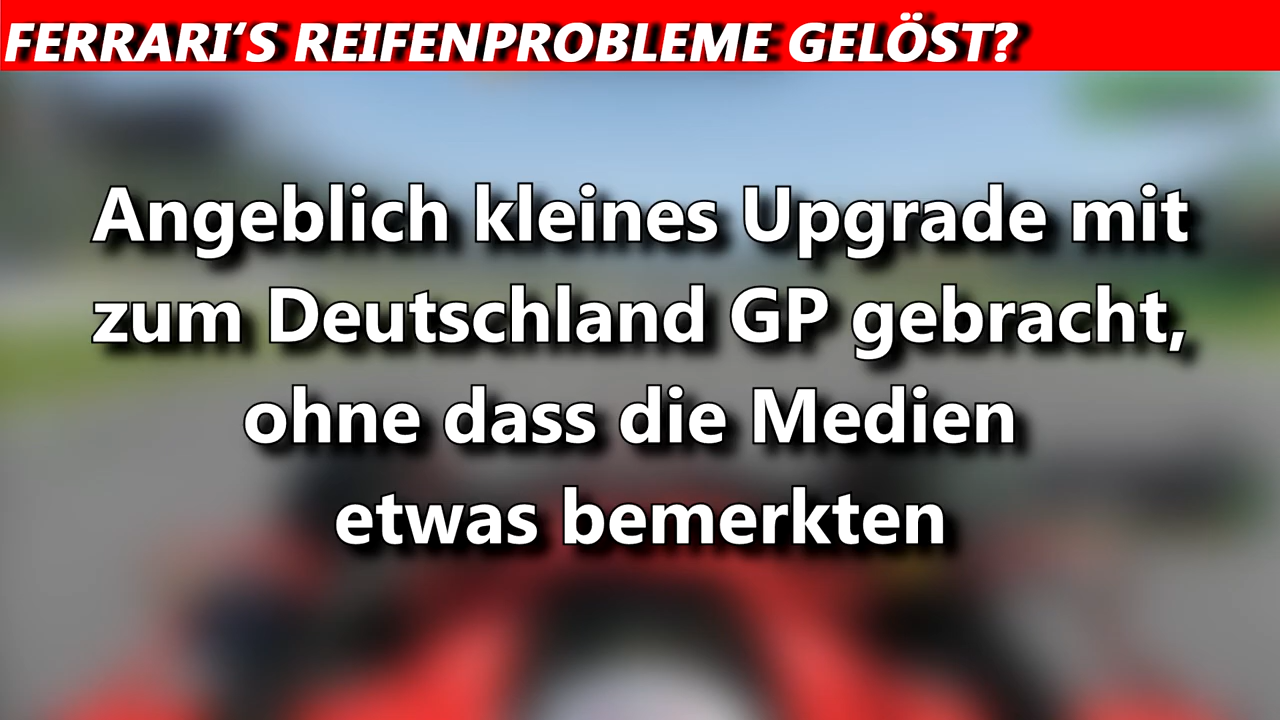 FERRARI‘S REIFENPROBLEME GELÖST?
Angeblich kleines Upgrade mit
zum Deutschland GP gebracht,
ohne dass die Medien
etwas bemerkten